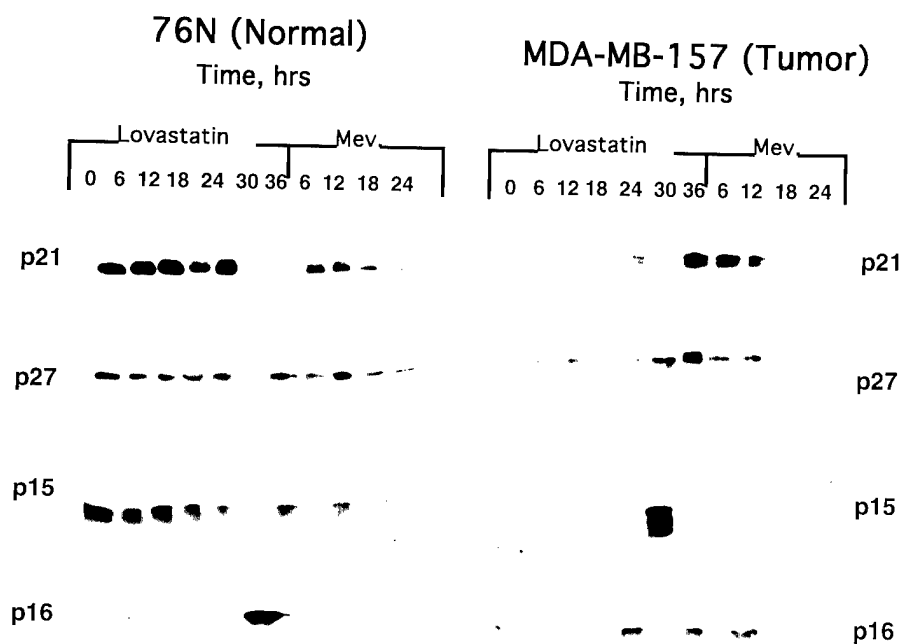 76N (Normal)
Time, hrs
Lovastatin Mev.
0 6 12 18 24 30 36 6 12 18 24
MDA-MB-157 (Tumor)
Time, hrs
Lovastatin Mev.
0 6 12 18 24 30 36 6 12 18 24
p21 p21
p27 p27
p15 p15
p16 p16